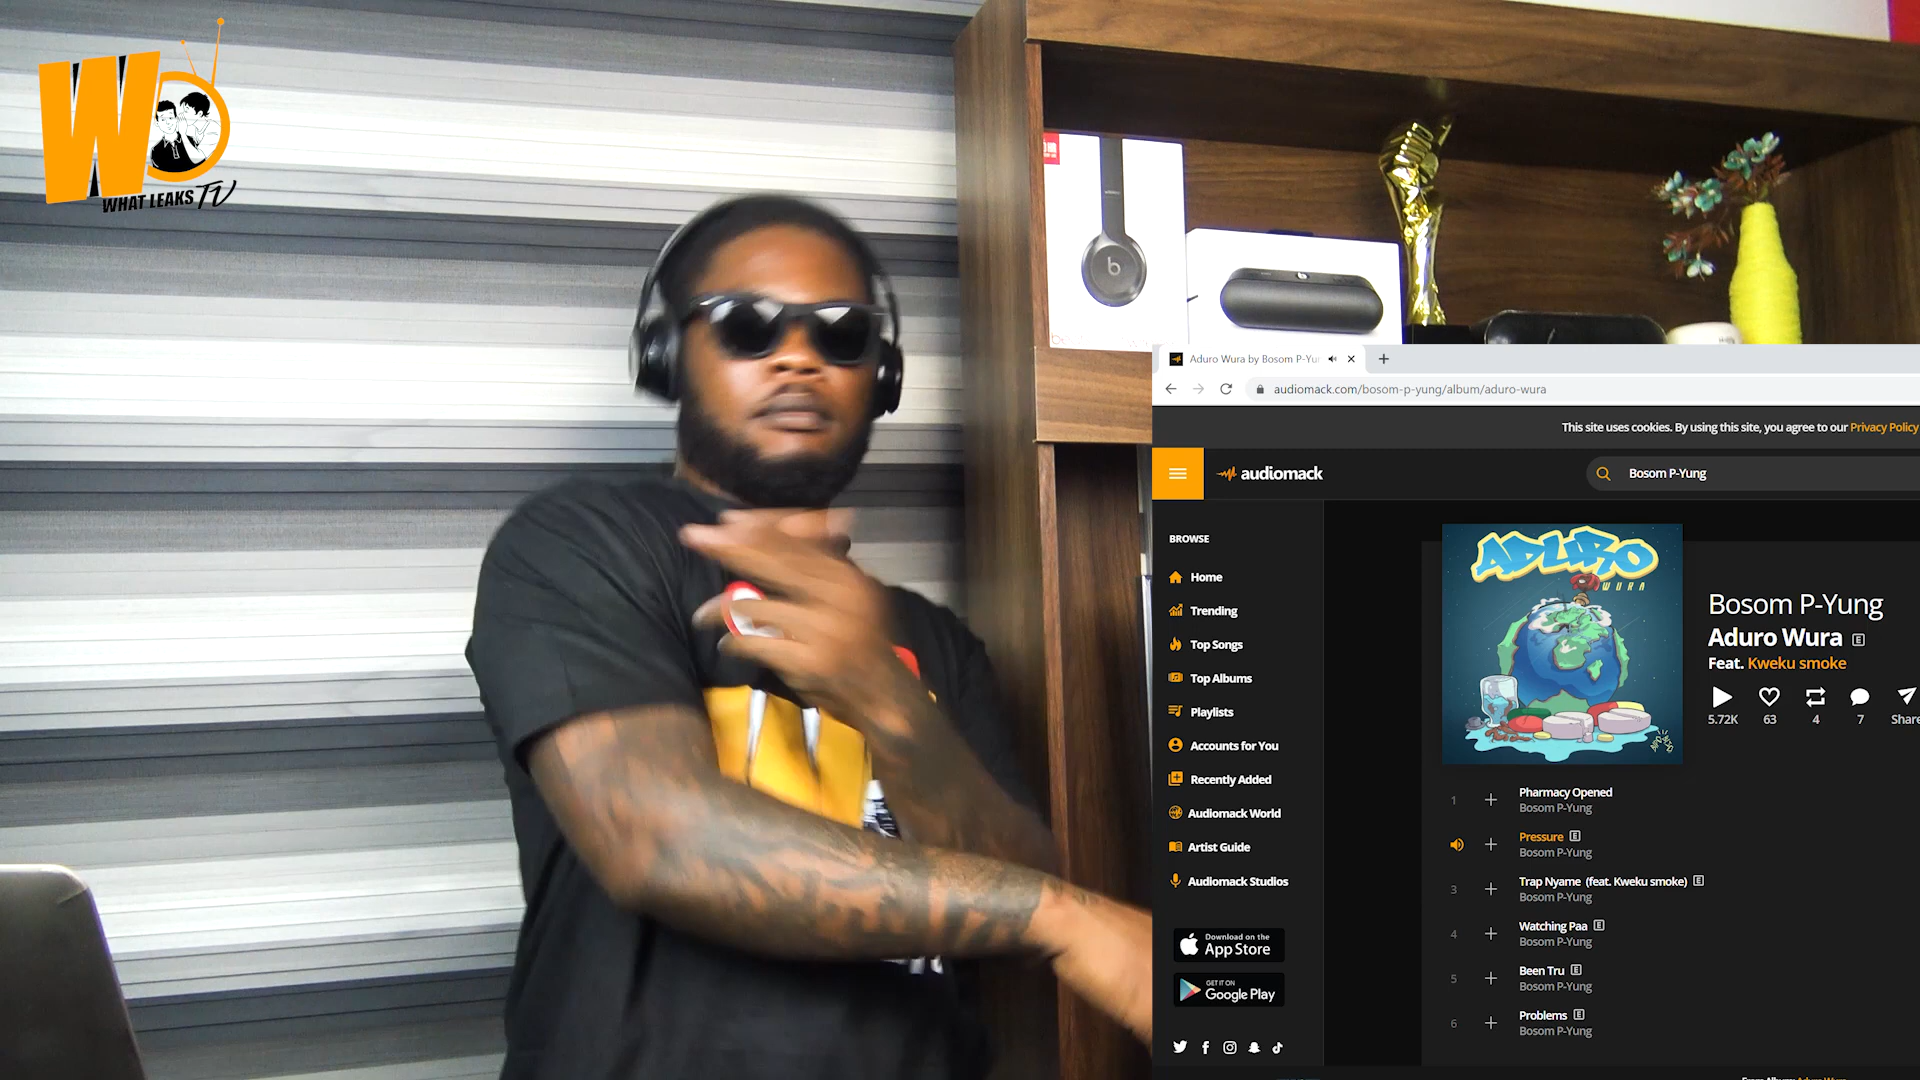 WO
WHAT LEAKS TV
b
Aduro Wura by Bosom P-Yu
audiomack.com/bosom-p-yung/album/aduro-wura
This site uses cookies. By using this site, you agree to our Privacy Policy
audiomack
Bosom P-Yung
BROWSE
Home
Trending
Top Songs
Top Albums
Playlists
Accounts for You
Recently Added
Audiomack World
Artist Guide
Audiomack Studios
Download on the
App Store
GET IT ON
Google Play
ADURO
WURA
Bosom P-Yung
Aduro Wura E
Feat. Kweku smoke
5.72K 63 4 7 Share
1 Pharmacy Opened
Bosom P-Yung
Pressure E
Bosom P-Yung
3 Trap Nyame (feat. Kweku smoke) E
Bosom P-Yung
4 Watching Paa E
Bosom P-Yung
5 Been Tru E
Bosom P-Yung
6 Problems E
Bosom P-Yung